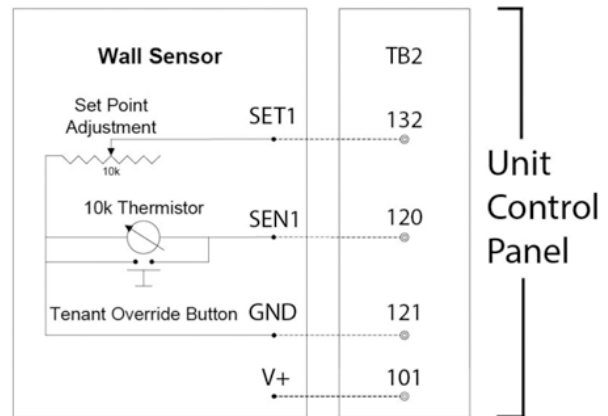 Wall Sensor
TB2
Set Point
Adjustment
SET1
132
10k
10k Thermistor
SEN1
120
Unit
Control
Panel
Tenant Override Button
GND
121
V+
101